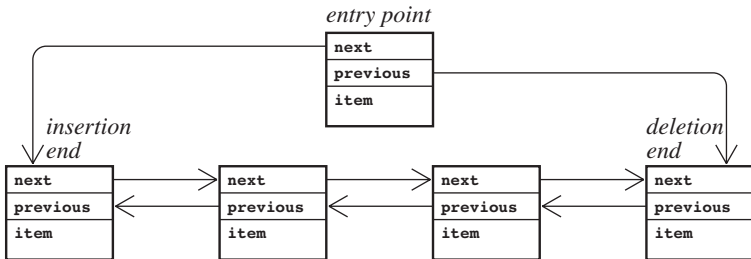 entry point
next
previous
item
insertion
end
deletion
end
next
previous
item
next
previous
item
next
previous
item
next
previous
item